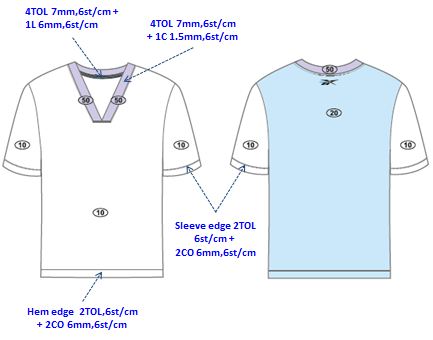 4TOL 7mm,6st/cm +
1L 6mm,6st/cm
4TOL 7mm,6st/cm
+ 1C 1.5mm,6st/cm
50
50
50
10
10
10
20
10
10
10
Sleeve edge 2TOL
6st/cm +
2CO 6mm,6st/cm
Hem edge 2TOL,6st/cm
+ 2CO 6mm,6st/cm